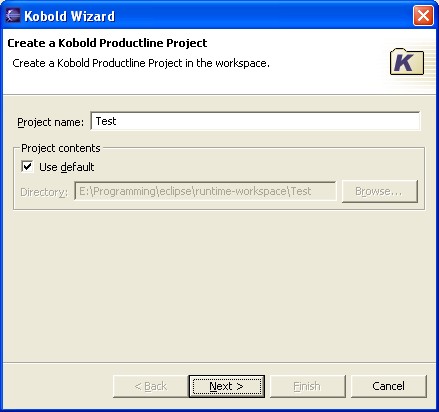 Kobold Wizard
Create a Kobold Productline Project
Create a Kobold Productline Project in the workspace.
K
Project name: Test
Project contents
Use default
Directory: E:\Programming\eclipse\runtime-workspace\Test Browse...
< Back Next > Finish Cancel